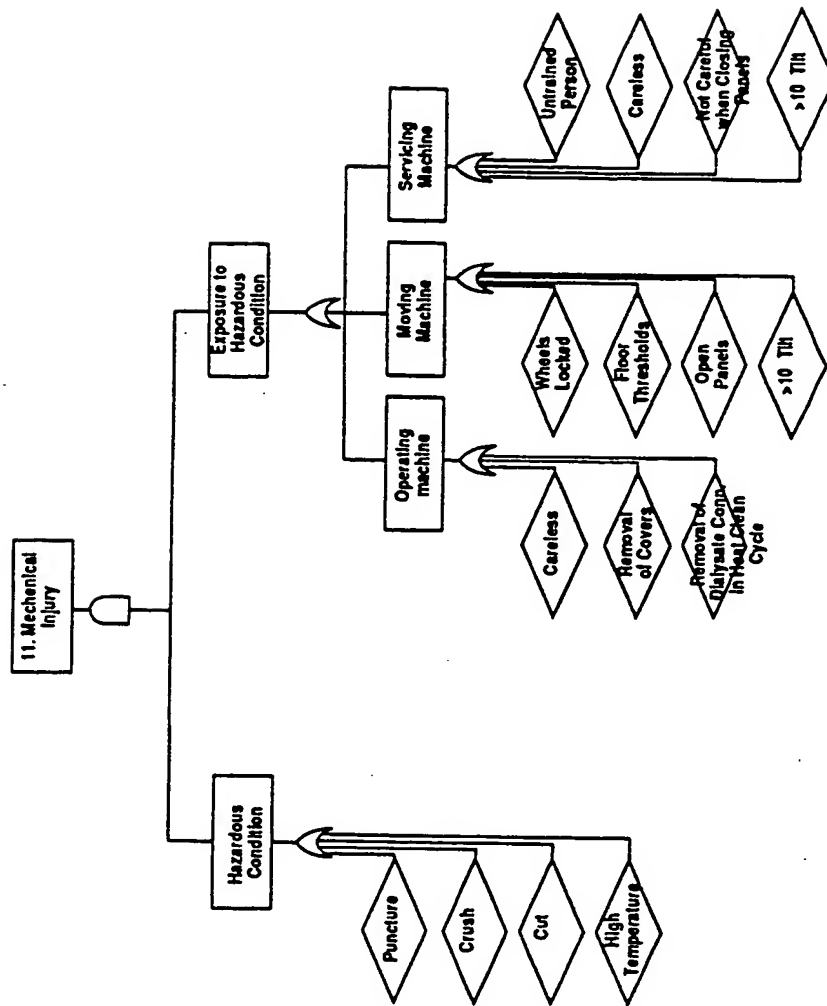 11. Mechenical
Injury
Hazardous
Condition
Exposure to
Hazardous
Condition
Puncture
Crush
Cut
High
Temperature
Operating
machine
Moving
Machine
Servicing
Machine
Careless
Removal
of Covers
Removal of
Dialysate Conn.
in Heat Clean
Cycle
Wheels
Locked
Floor
Thresholds
Open
Panels
>10 Tilt
Untrained
Person
Careless
Not Careful
when Closing
Panels
>10 Tilt